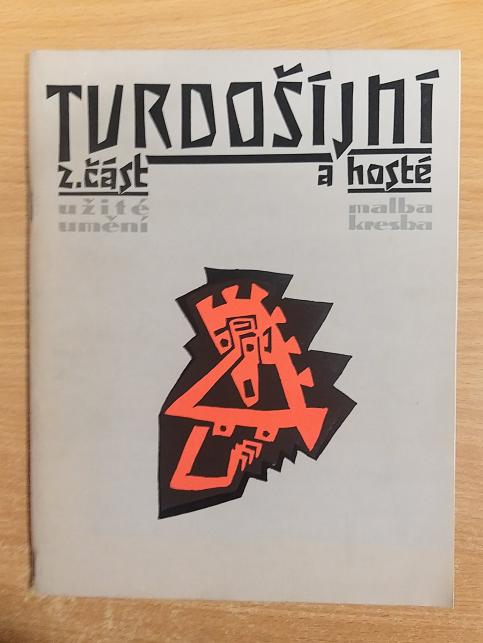 TVRDOŠÍJNÍ
2.část a hosté
užité malba
umění kresba